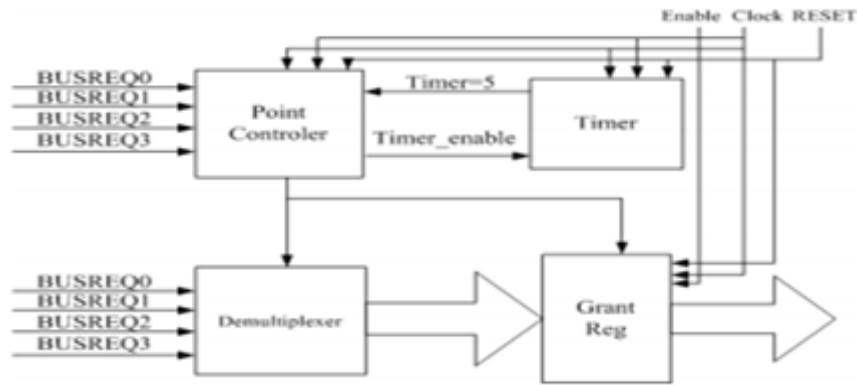 Enable Clock RESET
BUSREQ0
BUSREQ1
BUSREQ2
BUSREQ3
Point
Controler
Timer=5
Timer_enable
Timer
BUSREQ0
BUSREQ1
BUSREQ2
BUSREQ3
Demultiplexer
Grant
Reg